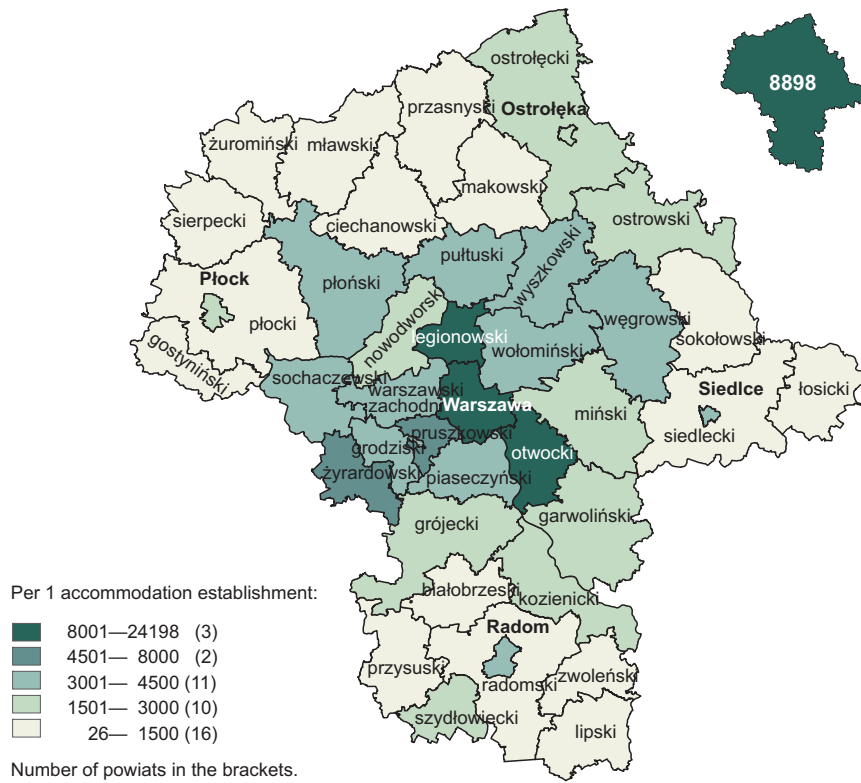 ostrołęcki
8898
przasnyski
Ostrołęka
żuromiński
mławski
makowski
sierpecki
ciechanowski
ostrowski
pułtuski
wyszkowski
Płock
płoński
płocki
nowodworsk
legionowski
wołomiński
węgrowski
sokołowski
gostyniński
sochaczewski
warszawski
zachodn
Warszawa
miński
Siedlce
łosicki
siedlecki
pruszkowski
grodziski
otwocki
żyrardowski
piaseczyński
grójecki
garwoliński
białobrzeski
kozienicki
Radom
przysuski
radomski
zwoleński
szydłowiecki
lipski
Per 1 accommodation establishment:
8001—24198 (3)
4501— 8000 (2)
3001— 4500 (11)
1501— 3000 (10)
26— 1500 (16)
Number of powiats in the brackets.